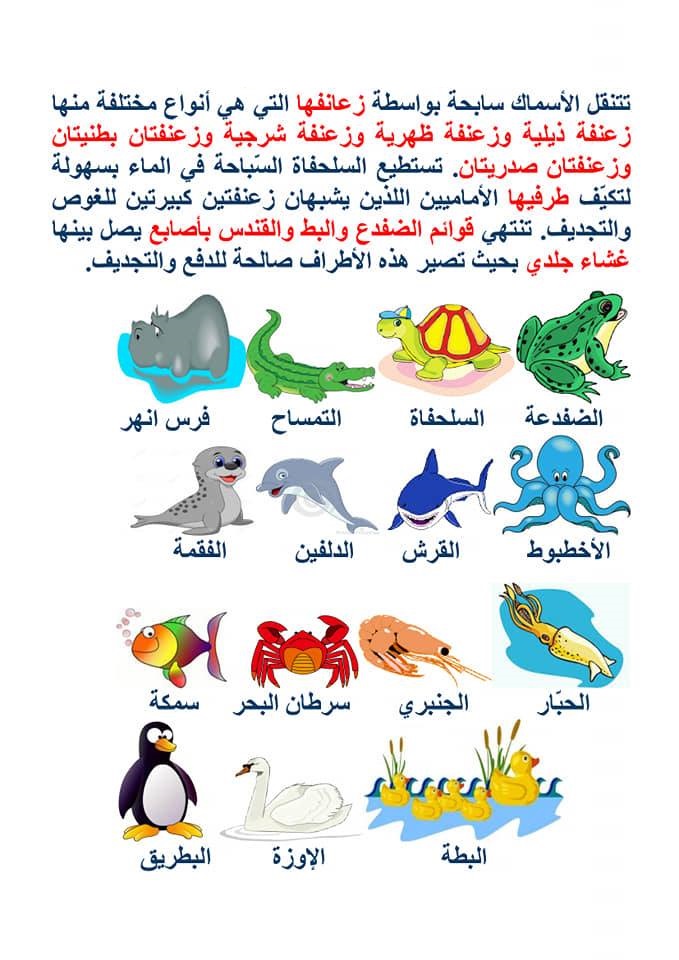 تتنقل الأسماك سابحة بواسطة زعانفها التي هي أنواع مختلفة منها
زعنفة ذيلية وزعنفة ظهرية وزعنفة شرجية وزعنفتان بطنيتان
وزعنفتان صدريتان. تستطيع السلحفاة السّباحة في الماء بسهولة
لتكيّف طرفيها الأماميين اللذين يشبهان زعنفتين كبيرتين للغوص
والتجديف. تنتهي قوائم الضفدع والبط والقندس بأصابع يصل بينها
غشاء جلدي بحيث تصير هذه الأطراف صالحة للدفع والتجديف.
الضفدعة السلحفاة التمساح فرس انهر
الأخطبوط القرش الدلفين الفقمة
الحبّار الجنبري سرطان البحر سمكة
البطة الإوزة البطريق